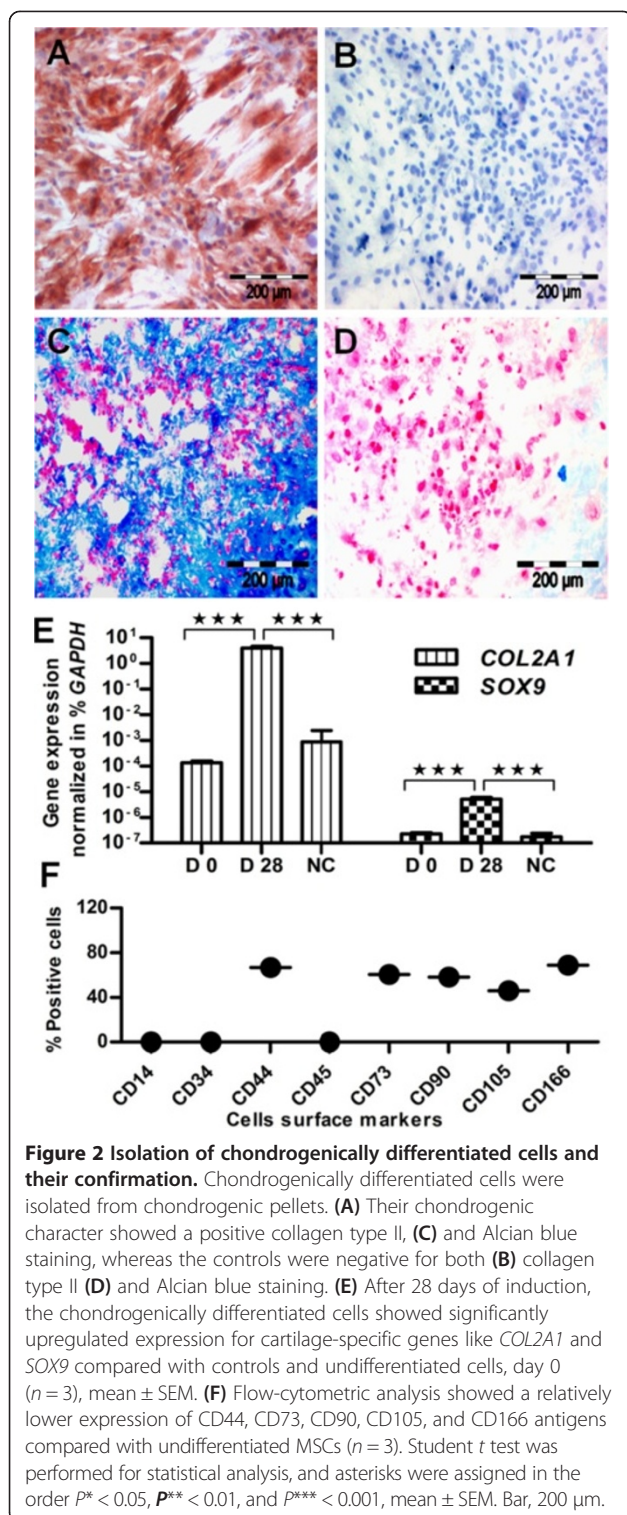 A
B
200 µm
200 µm
C
D
200 µm
200 µm
E
Gene expression
normalized in % GAPDH
10¹
10⁰
10⁻¹
10⁻²
10⁻³
10⁻⁴
10⁻⁵
10⁻⁶
10⁻⁷
★★★ ★★★
COL2A1
SOX9
★★★ ★★★
D 0 D 28 NC D 0 D 28 NC
F
% Positive cells
120
80
40
0
CD14 CD34 CD44 CD45 CD73 CD90 CD105 CD166
Cells surface markers
Figure 2 Isolation of chondrogenically differentiated cells and
their confirmation. Chondrogenically differentiated cells were
isolated from chondrogenic pellets. (A) Their chondrogenic
character showed a positive collagen type II, (C) and Alcian blue
staining, whereas the controls were negative for both (B) collagen
type II (D) and Alcian blue staining. (E) After 28 days of induction,
the chondrogenically differentiated cells showed significantly
upregulated expression for cartilage-specific genes like COL2A1 and
SOX9 compared with controls and undifferentiated cells, day 0
(n = 3), mean ± SEM. (F) Flow-cytometric analysis showed a relatively
lower expression of CD44, CD73, CD90, CD105, and CD166 antigens
compared with undifferentiated MSCs (n = 3). Student t test was
performed for statistical analysis, and asterisks were assigned in the
order P* < 0.05, P** < 0.01, and P*** < 0.001, mean ± SEM. Bar, 200 µm.